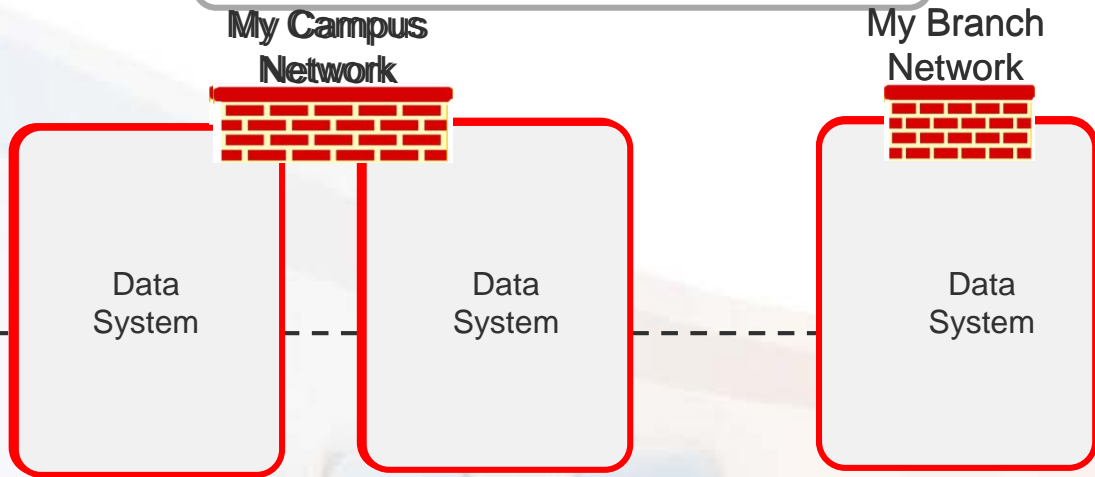 My Campus
Network
My Branch
Network
Data
System
Data
System
Data
System